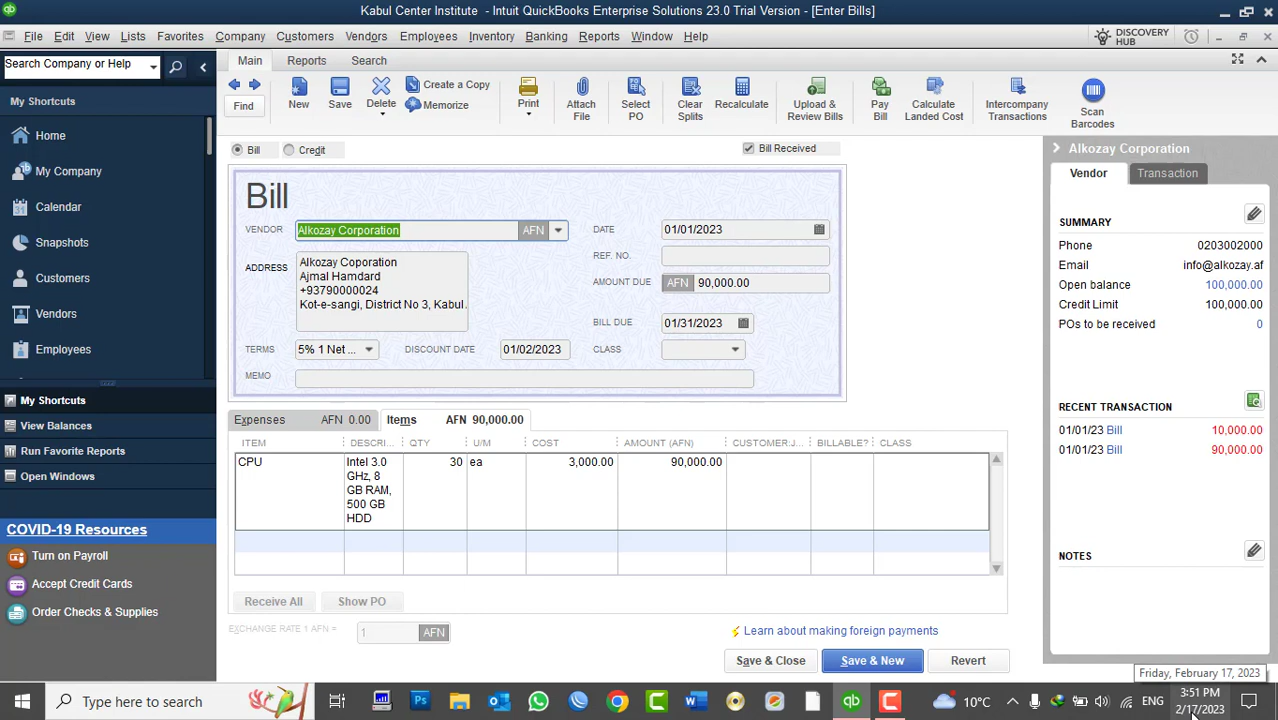 Kabul Center Institute - Intuit QuickBooks Enterprise Solutions 23.0 Trial Version - [Enter Bills]
File Edit View Lists Favorites Company Customers Vendors Employees Inventory Banking Reports Window Help
DISCOVERY HUB
Search Company or Help
My Shortcuts
Home
My Company
Calendar
Snapshots
Customers
Vendors
Employees
My Shortcuts
View Balances
Run Favorite Reports
Open Windows
COVID-19 Resources
Turn on Payroll
Accept Credit Cards
Order Checks & Supplies
Main Reports Search
Find
New
Save
Delete
Create a Copy
Memorize
Print
Attach File
Select PO
Clear Splits
Recalculate
Upload & Review Bills
Pay Bill
Calculate Landed Cost
Intercompany Transactions
Scan Barcodes
Bill Credit Bill Received
Bill
VENDOR Alkozay Corporation AFN DATE 01/01/2023
REF. NO.
ADDRESS Alkozay Coporation
Ajmal Hamdard
+93790000024
Kot-e-sangi, District No 3, Kabul.
AMOUNT DUE AFN 90,000.00
BILL DUE 01/31/2023
TERMS 5% 1 Net ... DISCOUNT DATE 01/02/2023 CLASS
MEMO
Expenses AFN 0.00 Items AFN 90,000.00
ITEM DESCRI... QTY U/M COST AMOUNT (AFN) CUSTOMER:J... BILLABLE? CLASS
CPU Intel 3.0 GHz, 8 GB RAM, 500 GB HDD 30 ea 3,000.00 90,000.00
Receive All Show PO
EXCHANGE RATE 1 AFN = 1 AFN
Learn about making foreign payments
Save & Close Save & New Revert
Alkozay Corporation
Vendor Transaction
SUMMARY
Phone 0203002000
Email info@alkozay.af
Open balance 100,000.00
Credit Limit 100,000.00
POs to be received 0
RECENT TRANSACTION
01/01/23 Bill 10,000.00
01/01/23 Bill 90,000.00
NOTES
Friday, February 17, 2023
Type here to search
10°C
ENG
3:51 PM
2/17/2023